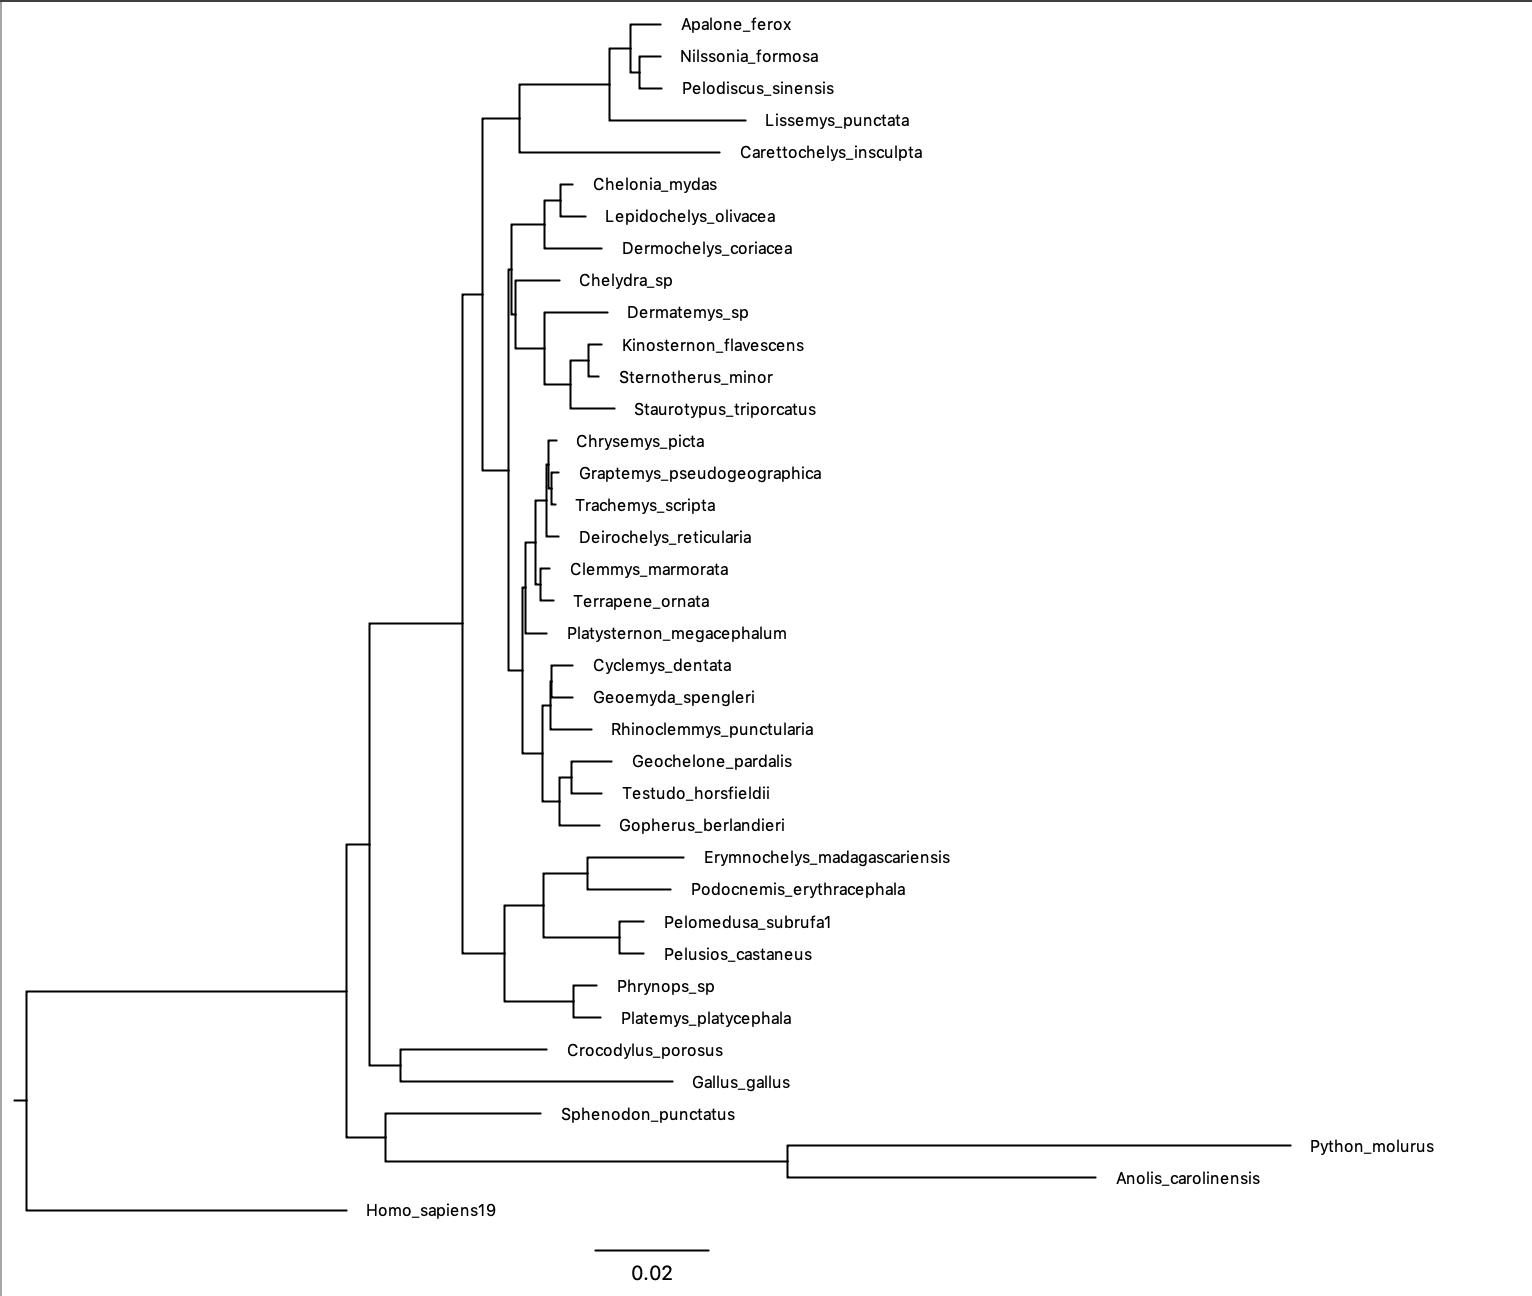 Apalone_ferox
Nilssonia_formosa
Pelodiscus_sinensis
Lissemys_punctata
Carettochelys_insculpta
Chelonia_mydas
Lepidochelys_olivacea
Dermochelys_coriacea
Chelydra_sp
Dermatemys_sp
Kinosternon_flavescens
Sternotherus_minor
Staurotypus_triporcatus
Chrysemys_picta
Graptemys_pseudogeographica
Trachemys_scripta
Deirochelys_reticularia
Clemmys_marmorata
Terrapene_ornata
Platysternon_megacephalum
Cyclemys_dentata
Geoemyda_spengleri
Rhinoclemmys_punctularia
Geochelone_pardalis
Testudo_horsfieldii
Gopherus_berlandieri
Erymnochelys_madagascariensis
Podocnemis_erythracephala
Pelomedusa_subrufa1
Pelusios_castaneus
Phrynops_sp
Platemys_platycephala
Crocodylus_porosus
Gallus_gallus
Sphenodon_punctatus
Python_molurus
Anolis_carolinensis
Homo_sapiens19
0.02